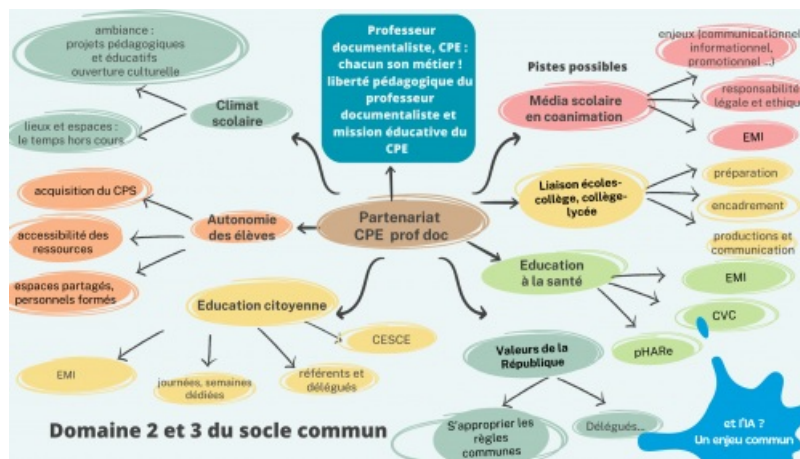 ambiance :
projets pédagogiques
et éducatifs
ouverture culturelle
Climat
scolaire
lieux et espaces :
le temps hors cours
Professeur
documentaliste, CPE :
chacun son métier !
liberté pédagogique du
professeur
documentaliste et
mission éducative du
CPE
Pistes possibles
Média scolaire
en coanimation
enjeux (communicationnel
informationnel,
promotionnel ...)
responsabilité
légale et ethique
EMI
Liaison écoles-
collège, collège-
lycée
préparation
encadrement
productions et
communication
Partenariat
CPE prof doc
acquisition du CPS
Autonomie
des élèves
accessibilité des
ressources
espaces partagés,
personnels formés
Education
à la santé
EMI
CVC
pHARe
Education citoyenne
CESCE
EMI
journées, semaines
dédiées
référents et
délégués
Valeurs de la
République
S'approprier les
règles
communes
Délégués...
Domaine 2 et 3 du socle commun
et l'IA ?
Un enjeu commun